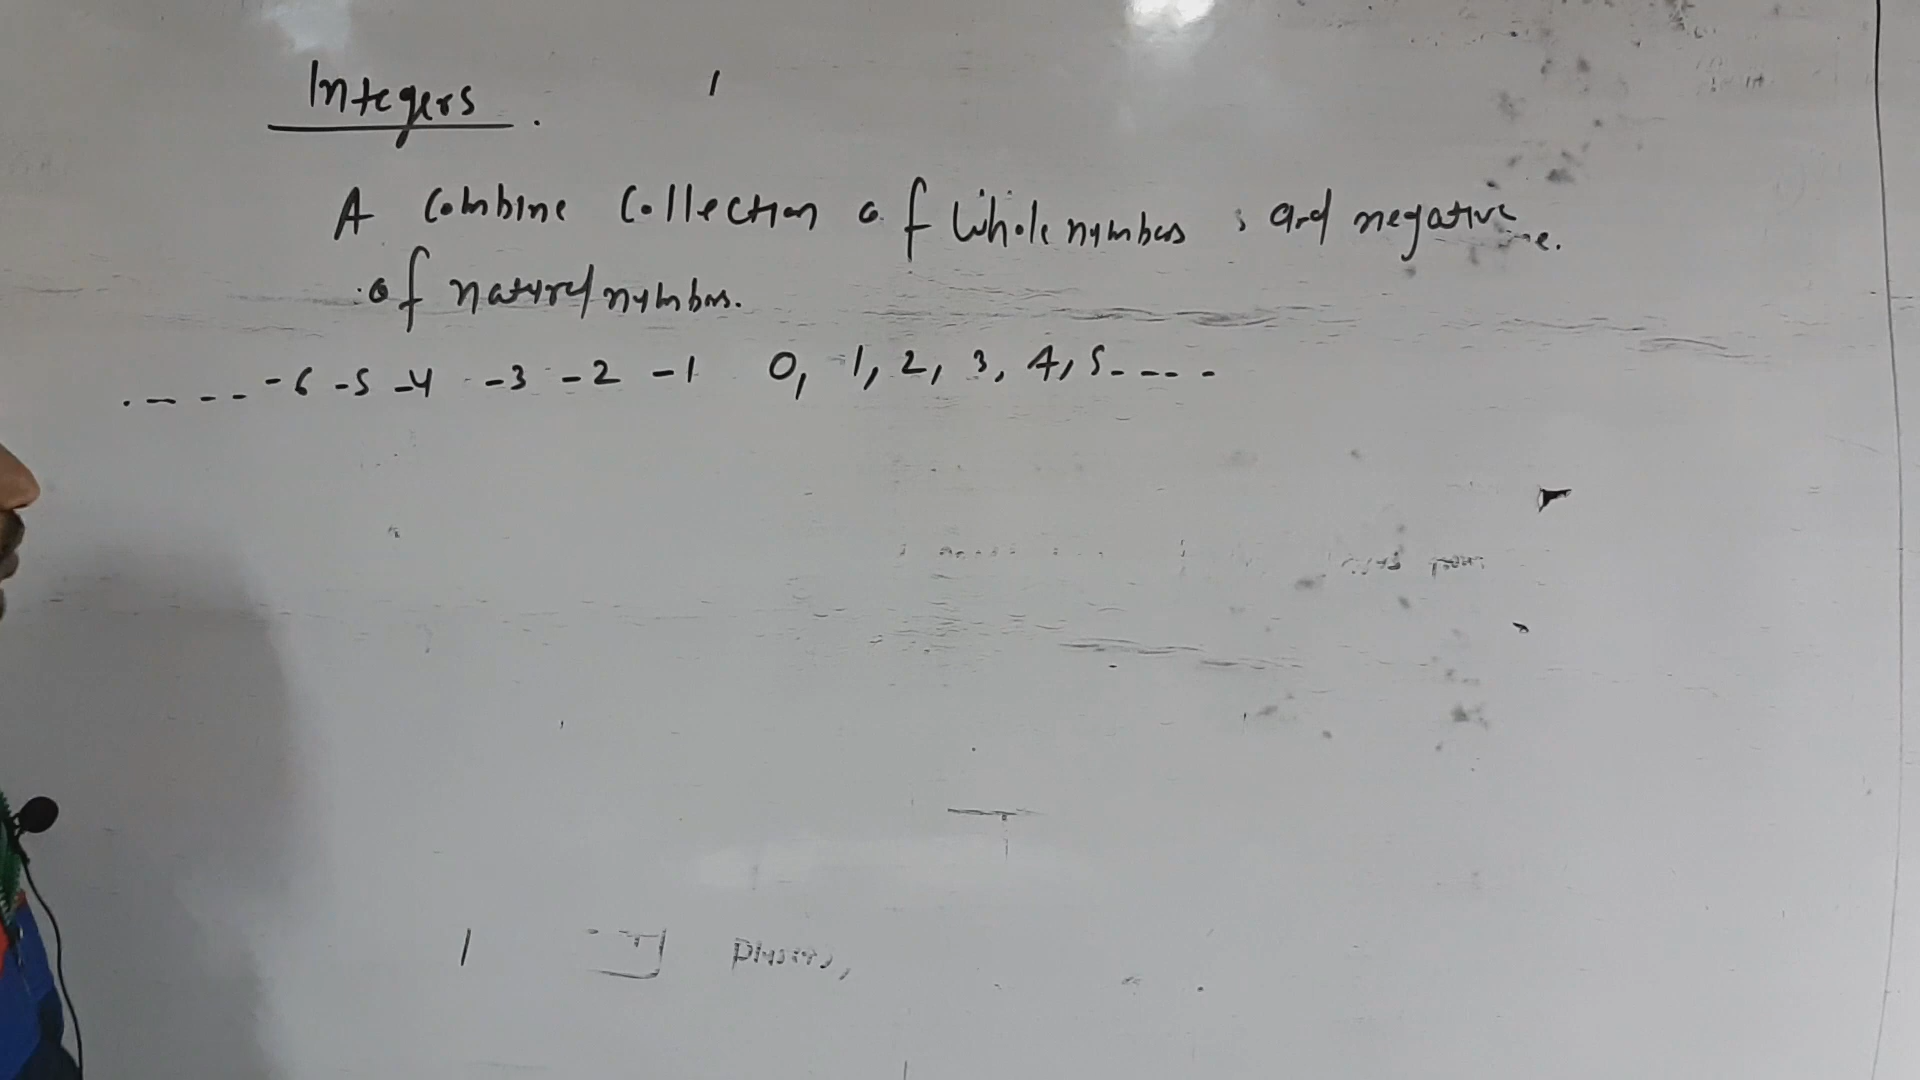 Integers.
A Combine Collection of Whole numbers ; and negative
of natural numbers.
.---- -6 -5 -4 -3 -2 -1 0, 1, 2, 3, 4, 5----